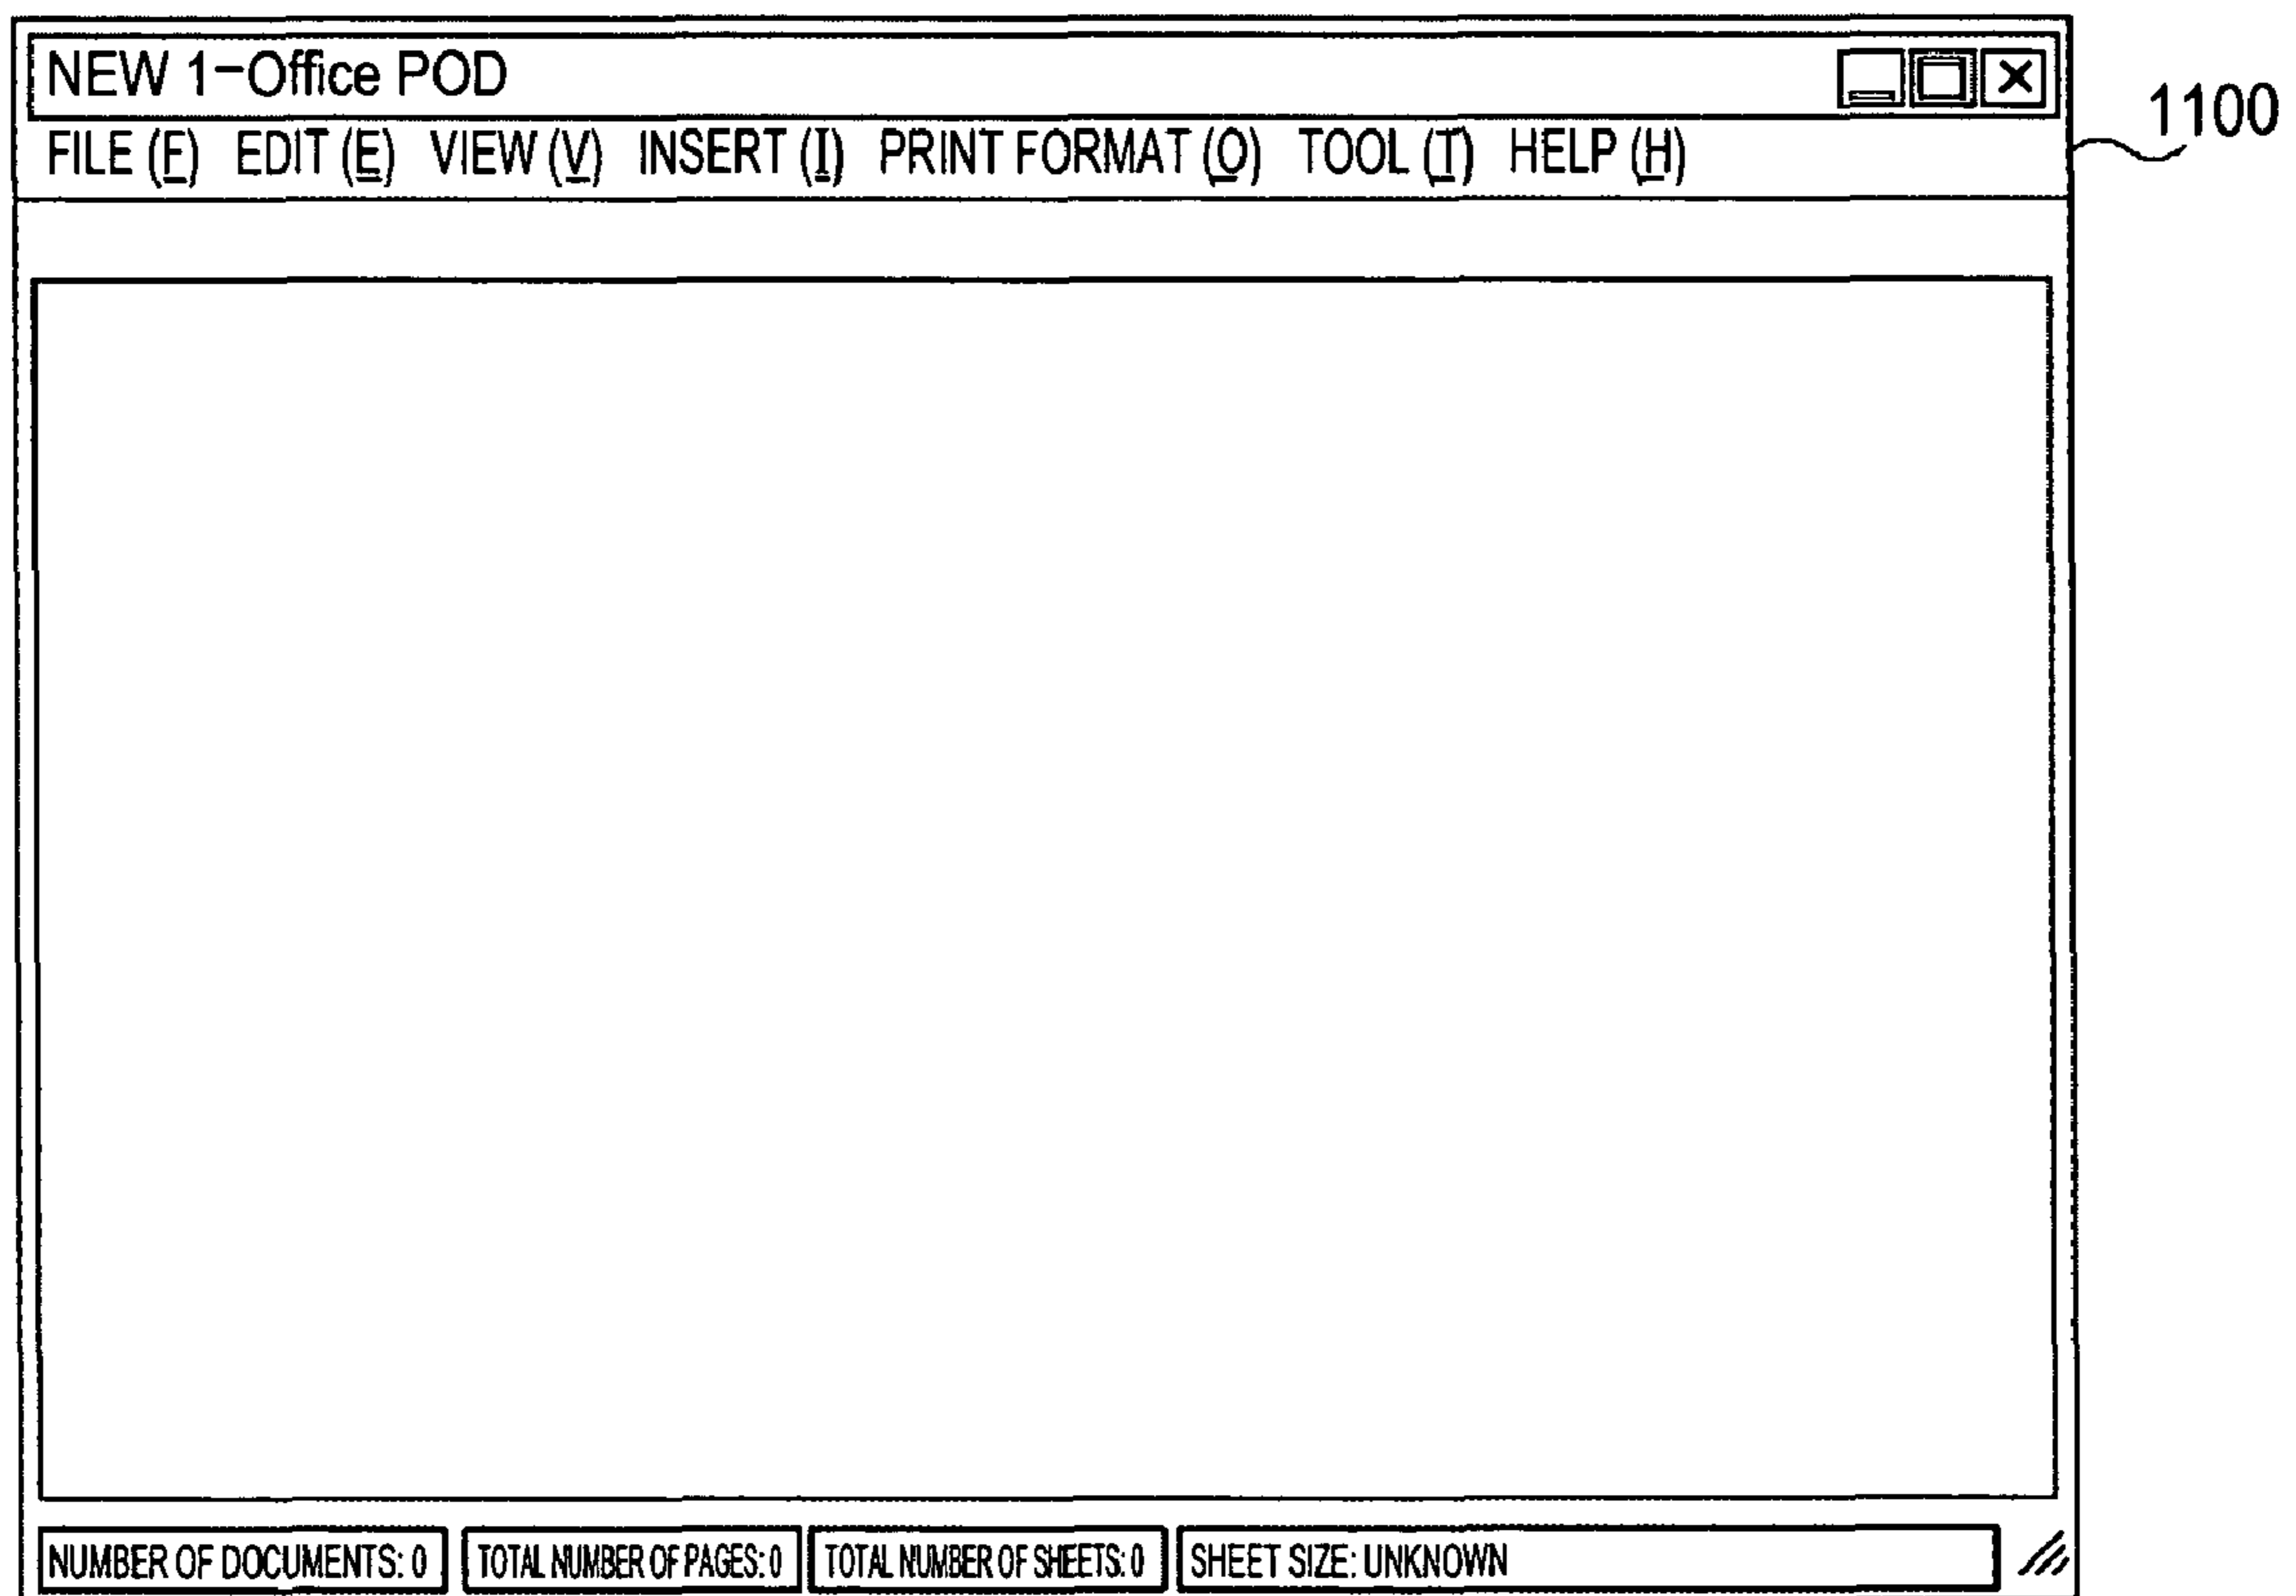 NEW 1-Office POD
1100
FILE (F) EDIT (E) VIEW (V) INSERT (I) PRINT FORMAT (O) TOOL (T) HELP (H)
NUMBER OF DOCUMENTS: 0 TOTAL NUMBER OF PAGES: 0 TOTAL NUMBER OF SHEETS: 0 SHEET SIZE: UNKNOWN